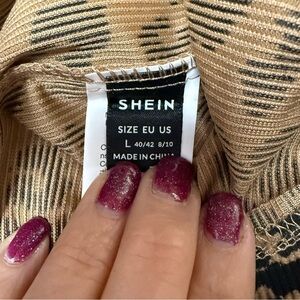 SHEIN
SIZE EU US
L 40/42 8/10
MADE IN CHINA